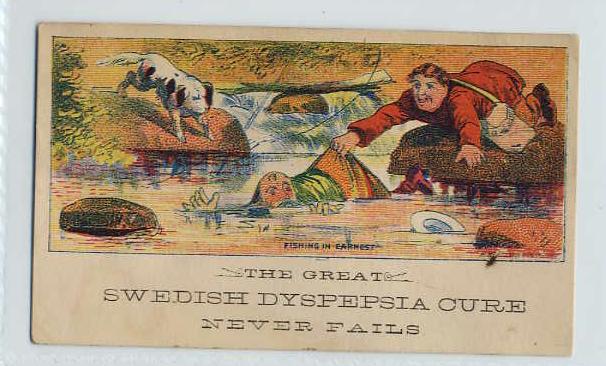 FISHING IN EARNEST
THE GREAT
SWEDISH DYSPEPSIA CURE
NEVER FAILS